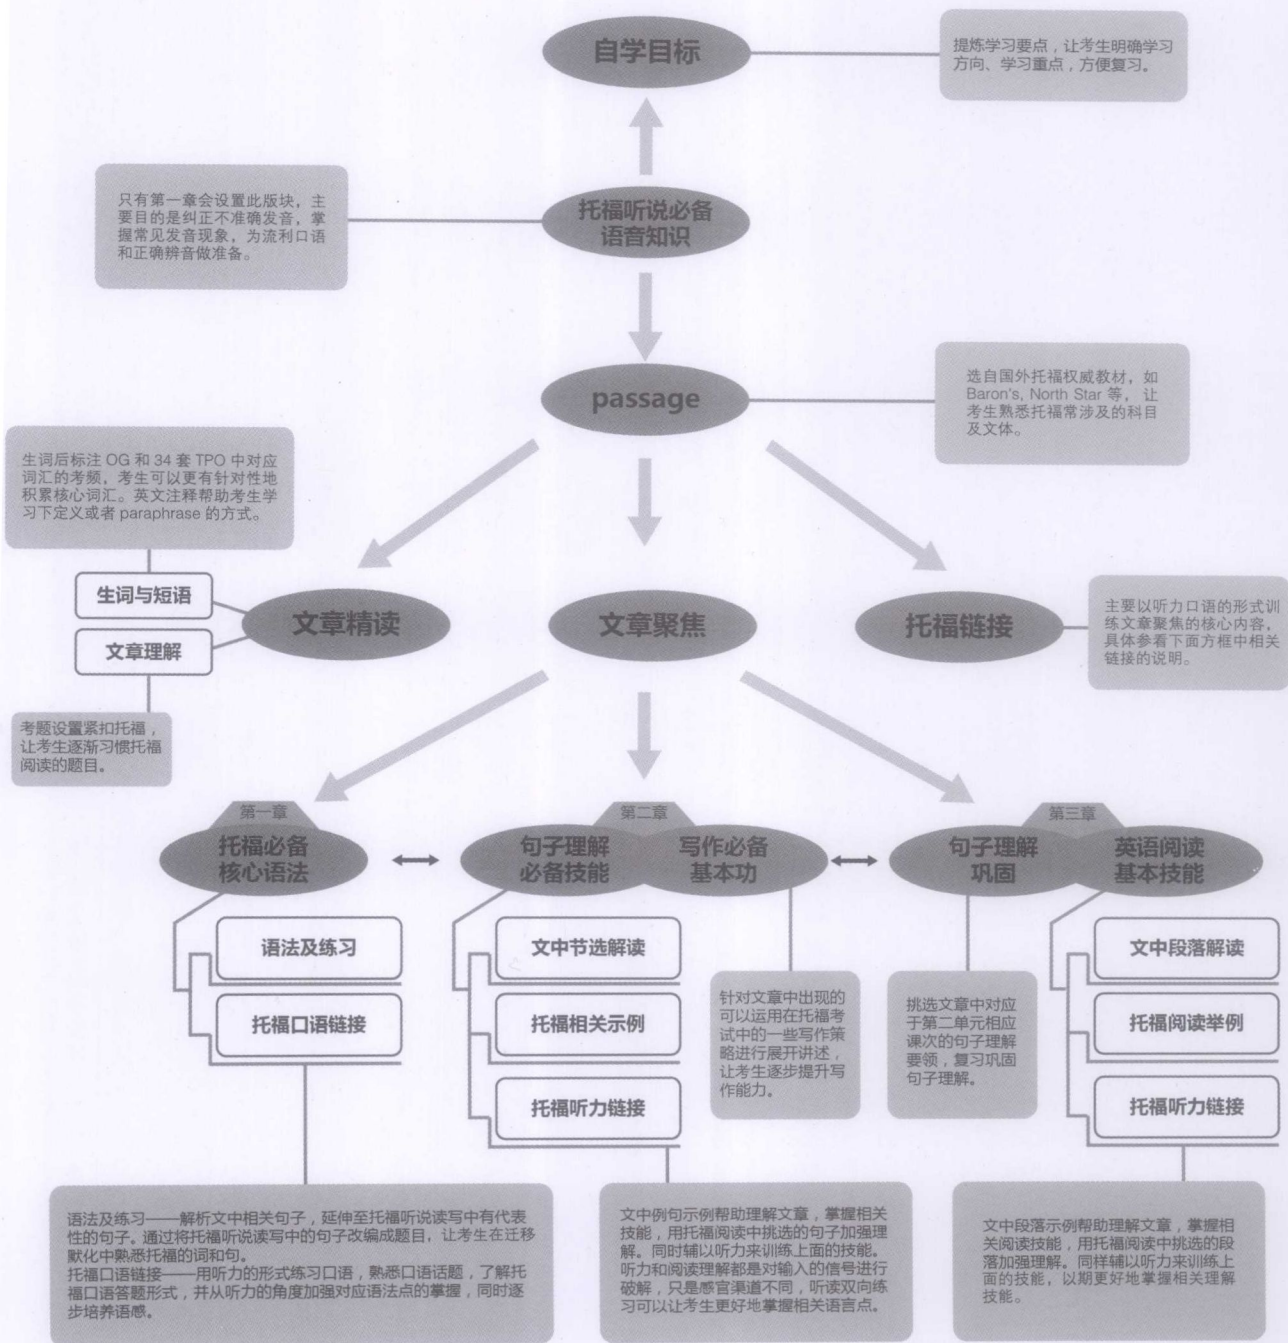 自学目标
提炼学习要点，让考生明确学习
方向、学习重点，方便复习。
只有第一章会设置此版块，主
要目的是纠正不准确发音，掌
握常见发音现象，为流利口语
和正确辨音做准备。
托福听说必备
语音知识
passage
选自国外托福权威教材，如
Baron's, North Star 等，让
考生熟悉托福常涉及的科目
及文体。
生词后标注 OG 和 34 套 TPO 中对应
词汇的考频，考生可以更有针对性地
积累核心词汇。英文注释帮助考生学
习下定义或者 paraphrase 的方式。
生词与短语
文章理解
文章精读
文章聚焦
托福链接
主要以听力口语的形式训
练文章聚焦的核心内容，
具体参看下面方框中相关
链接的说明。
考题设置紧扣托福，
让考生逐渐习惯托福
阅读的题目。
第一章
托福必备
核心语法
第二章
句子理解
必备技能
写作必备
基本功
第三章
句子理解
巩固
英语阅读
基本技能
语法及练习
托福口语链接
文中节选解读
托福相关示例
托福听力链接
针对文章中出现的
可以运用在托福考
试中的一些写作策
略进行展开讲述，
让考生逐步提升写
作能力。
挑选文章中对应
于第二单元相应
课次的句子理解
要领，复习巩固
句子理解。
文中段落解读
托福阅读举例
托福听力链接
语法及练习——解析文中相关句子，延伸至托福听说读写中有代表
性的句子。通过将托福听说读写中的句子改编成题目，让考生在迁移
默化中熟悉托福的词和句。
托福口语链接——用听力的形式练习口语，熟悉口语话题，了解托
福口语答题形式，并从听力的角度加强对应语法点的掌握，同时逐
步培养语感。
文中例句示例帮助理解文章，掌握相关
技能，用托福阅读中挑选的句子加强理
解。同时辅以听力来训练上面的技能。
听力和阅读理解都是对输入的信号进行
破解，只是感官渠道不同，听读双向练
习可以让考生更好地掌握相关语言点。
文中段落示例帮助理解文章，掌握相
关阅读技能，用托福阅读中挑选的段
落加强理解。同样辅以听力来训练上
面的技能，以期更好地掌握相关理解
技能。